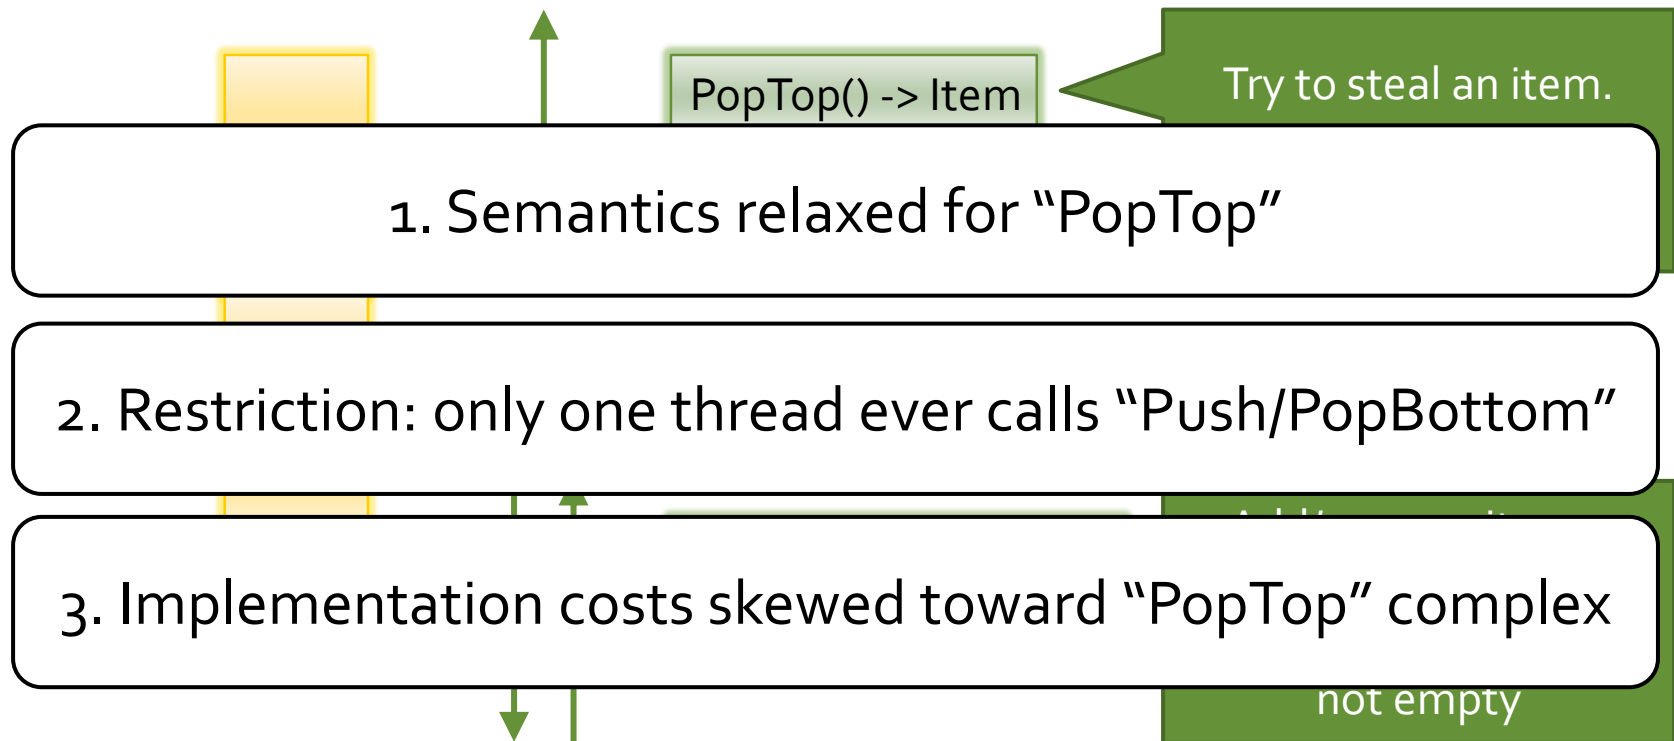 PopTop() -> Item
Try to steal an item.
1. Semantics relaxed for “PopTop”
2. Restriction: only one thread ever calls “Push/PopBottom”
3. Implementation costs skewed toward “PopTop” complex
not empty